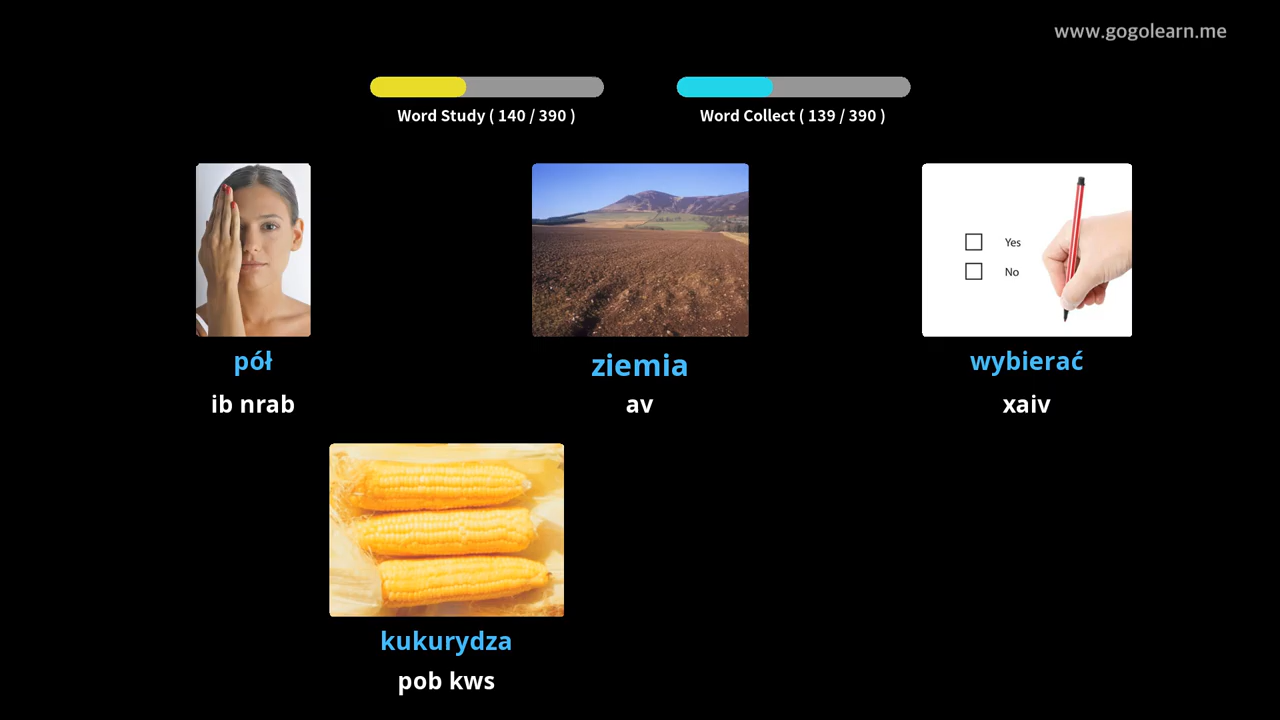 www.gogolearn.me
Word Study ( 140 / 390 )
Word Collect ( 139 / 390 )
Yes
No
pół
ziemia
wybierać
ib nrab
av
xaiv
kukurydza
pob kws